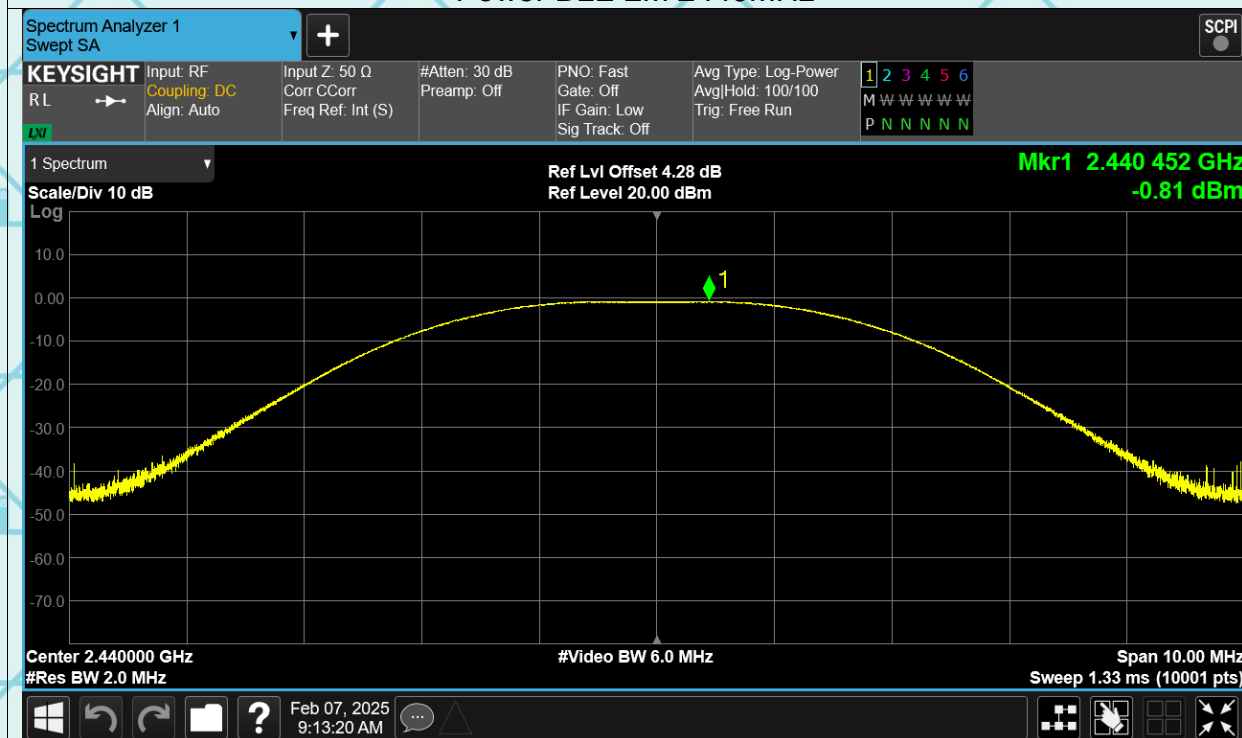 Spectrum Analyzer 1
Swept SA
+
SCPI
KEYSIGHT
RL
LXI
Input: RF
Coupling: DC
Align: Auto
Input Z: 50 Ω
Corr CCorr
Freq Ref: Int (S)
#Atten: 30 dB
Preamp: Off
PNO: Fast
Gate: Off
IF Gain: Low
Sig Track: Off
Avg Type: Log-Power
Avg|Hold: 100/100
Trig: Free Run
1 2 3 4 5 6
M W W W W W
P N N N N N
1 Spectrum
Scale/Div 10 dB
Ref Lvl Offset 4.28 dB
Ref Level 20.00 dBm
Mkr1 2.440 452 GHz
-0.81 dBm
Log
10.0
0.00
-10.0
-20.0
-30.0
-40.0
-50.0
-60.0
-70.0
1
Center 2.440000 GHz
#Res BW 2.0 MHz
#Video BW 6.0 MHz
Span 10.00 MHz
Sweep 1.33 ms (10001 pts)
?
Feb 07, 2025
9:13:20 AM